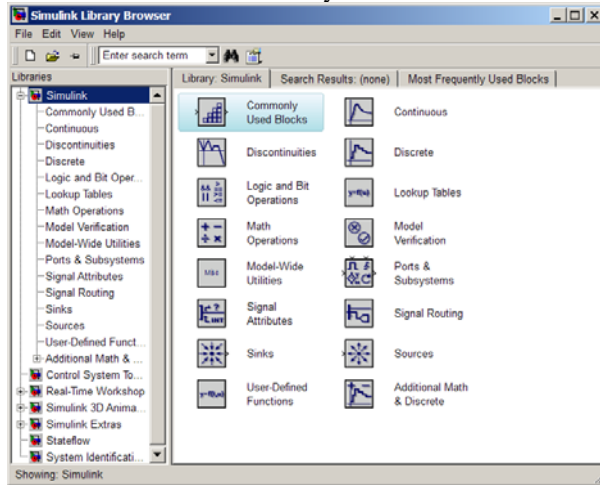 Simulink Library Browser
File Edit View Help
Enter search term
Libraries
Library: Simulink
Search Results: (none)
Most Frequently Used Blocks
Simulink
Commonly Used B...
Continuous
Discontinuities
Discrete
Logic and Bit Oper...
Lookup Tables
Math Operations
Model Verification
Model-Wide Utilities
Ports & Subsystems
Signal Attributes
Signal Routing
Sinks
Sources
User-Defined Funct...
Additional Math & ...
Control System To...
Real-Time Workshop
Simulink 3D Anima...
Simulink Extras
Stateflow
System Identificati...
Commonly
Used Blocks
Continuous
Discontinuities
Discrete
Logic and Bit
Operations
y=f(u)
Lookup Tables
Math
Operations
Model
Verification
Misc
Model-Wide
Utilities
Ports &
Subsystems
Signal
Attributes
Signal Routing
Sinks
Sources
y=f(u)
User-Defined
Functions
Additional Math
& Discrete
Showing: Simulink